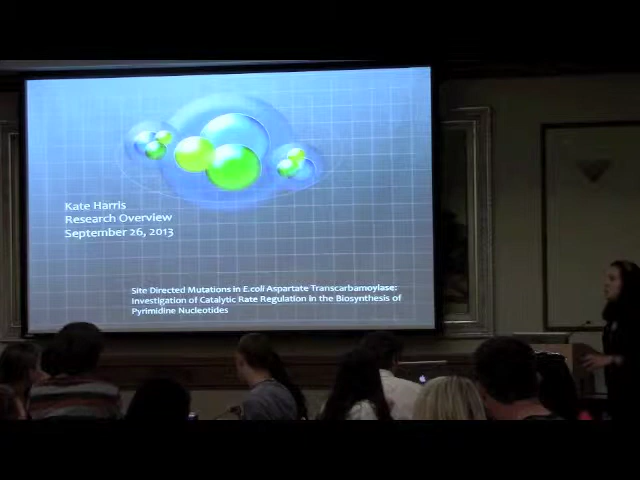 Kate Harris
Research Overview
September 26, 2013
Site Directed Mutations in E.coli Aspartate Transcarbamoylase:
Investigation of Catalytic Rate Regulation in the Biosynthesis of
Pyrimidine Nucleotides